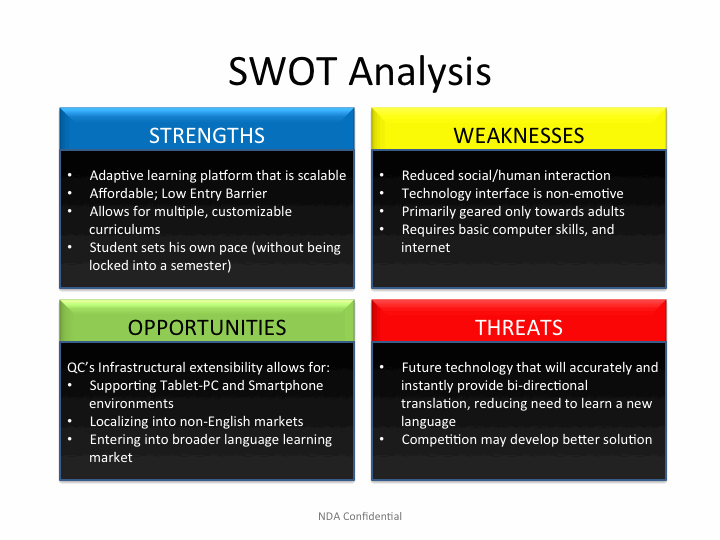 SWOT Analysis
STRENGTHS
• Adaptive learning platform that is scalable
• Affordable; Low Entry Barrier
• Allows for multiple, customizable
curriculums
• Student sets his own pace (without being
locked into a semester)
WEAKNESSES
• Reduced social/human interaction
• Technology interface is non-emotive
• Primarily geared only towards adults
• Requires basic computer skills, and
internet
OPPORTUNITIES
QC’s Infrastructural extensibility allows for:
• Supporting Tablet-PC and Smartphone
environments
• Localizing into non-English markets
• Entering into broader language learning
market
THREATS
• Future technology that will accurately and
instantly provide bi-directional
translation, reducing need to learn a new
language
• Competition may develop better solution
NDA Confidential